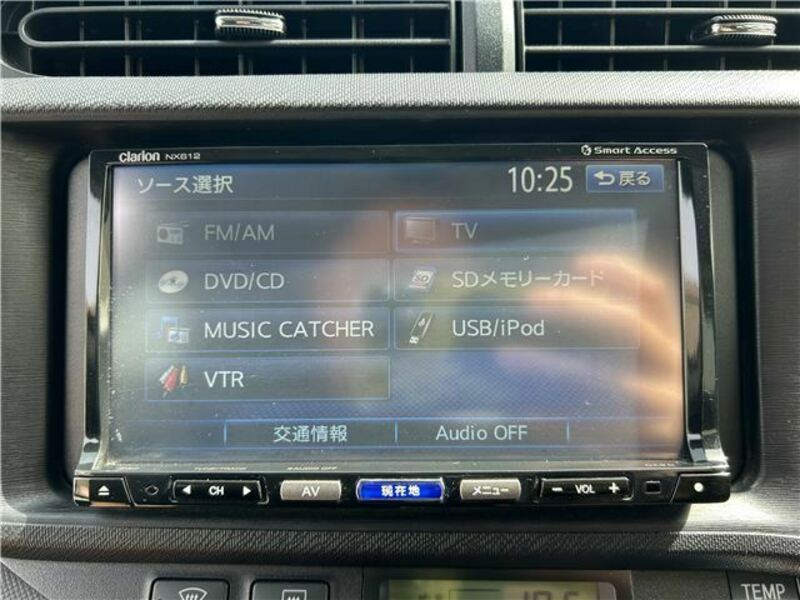 clarion NX612
Smart Access
ソース選択 10:25 戻る
FM/AM TV
DVD/CD SDメモリーカード
MUSIC CATCHER USB/iPod
VTR
交通情報 Audio OFF
CH AV 現在地 メニュー − VOL +
TEMP